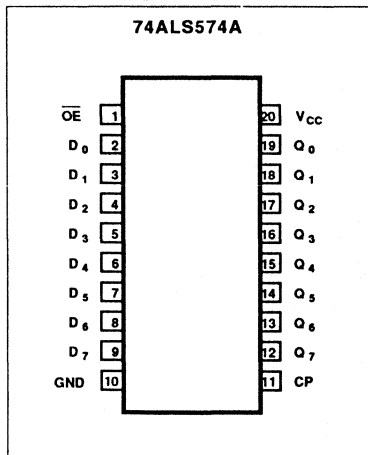 74ALS574A
OE 1 20 VCC
D0 2 19 Q0
D1 3 18 Q1
D2 4 17 Q2
D3 5 16 Q3
D4 6 15 Q4
D5 7 14 Q5
D6 8 13 Q6
D7 9 12 Q7
GND 10 11 CP